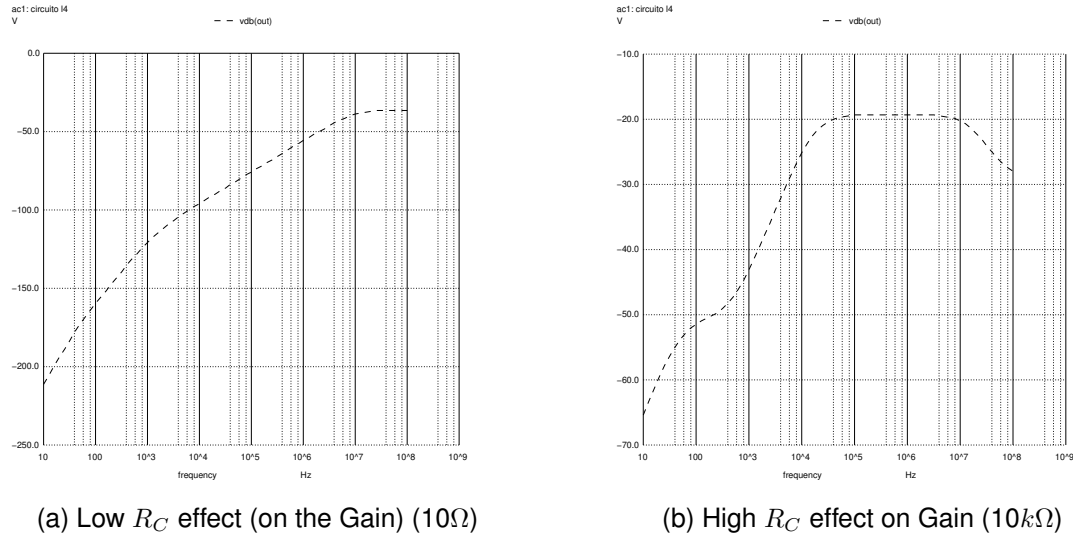 ac1: circuito l4
V
vdb(out)
0.0
−50.0
−100.0
−150.0
−200.0
−250.0
10 100 10^3 10^4 10^5 10^6 10^7 10^8 10^9
frequency Hz
(a) Low R_C effect (on the Gain) (10Ω)
ac1: circuito l4
V
vdb(out)
−10.0
−20.0
−30.0
−40.0
−50.0
−60.0
−70.0
10 100 10^3 10^4 10^5 10^6 10^7 10^8 10^9
frequency Hz
(b) High R_C effect on Gain (10kΩ)